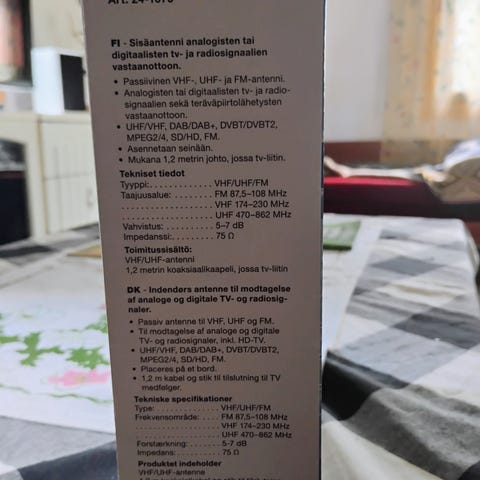 FI - Sisäantenni analogisten tai
digitaalisten tv- ja radiosignaalien
vastaanottoon.
• Passiivinen VHF-, UHF- ja FM-antenni.
• Analogisten tai digitaalisten tv- ja radio-
signaalien sekä teräväpiirtolähetysten
vastaanottoon.
• UHF/VHF, DAB/DAB+, DVBT/DVBT2,
MPEG2/4, SD/HD, FM.
• Asennetaan seinään.
• Mukana 1,2 metrin johto, jossa tv-liitin.
Tekniset tiedot
Tyyppi:. . . . . . . . . . . . . VHF/UHF/FM
Taajuusalue: . . . . . . . . FM 87,5–108 MHz
. . . . . . . . . . . . . . . . . . . VHF 174–230 MHz
. . . . . . . . . . . . . . . . . . . UHF 470–862 MHz
Vahvistus: . . . . . . . . . . . 5–7 dB
Impedanssi: . . . . . . . . . 75 Ω
Toimitussisältö:
VHF/UHF-antenni
1,2 metrin koaksiaalikaapeli, jossa tv-liitin
DK - Indenders antenne til modtagelse
af analoge og digitale TV- og radiosig-
naler.
• Passiv antenne til VHF, UHF og FM.
• Til modtagelse af analoge og digitale
TV- og radiosignaler, inkl. HD-TV.
• UHF/VHF, DAB/DAB+, DVBT/DVBT2,
MPEG2/4, SD/HD, FM.
• Placeres på et bord.
• 1,2 m kabel og stik til tilslutning til TV
medfølger.
Tekniske specifikationer
Type: . . . . . . . . . . . . . . VHF/UHF/FM
Frekvensområde: . . . . FM 87,5–108 MHz
. . . . . . . . . . . . . . . . . . . VHF 174–230 MHz
. . . . . . . . . . . . . . . . . . . UHF 470–862 MHz
Forstærkning: . . . . . . . . 5-7 dB
Impedans: . . . . . . . . . . . 75 Ω
Produktet indeholder
VHF/UHF-antenne